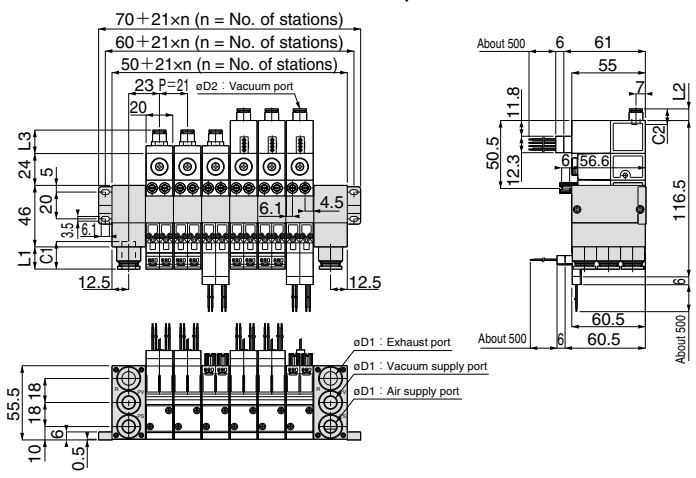 70+21×n (n = No. of stations)
60+21×n (n = No. of stations)
50+21×n (n = No. of stations)
23 P=21 øD2 : Vacuum port
20
L3
24
5
46
20
3.5
6.1
L1
C1
12.5
6.1
4.5
12.5
About 500 6 61
55
7
L2
11.8
C2
50.5
12.3
6 56.6
116.5
6
60.5
About 500 6 60.5
About 500
øD1 : Exhaust port
øD1 : Vacuum supply port
øD1 : Air supply port
55.5
18 18
10
6
0.5
R PV
PS